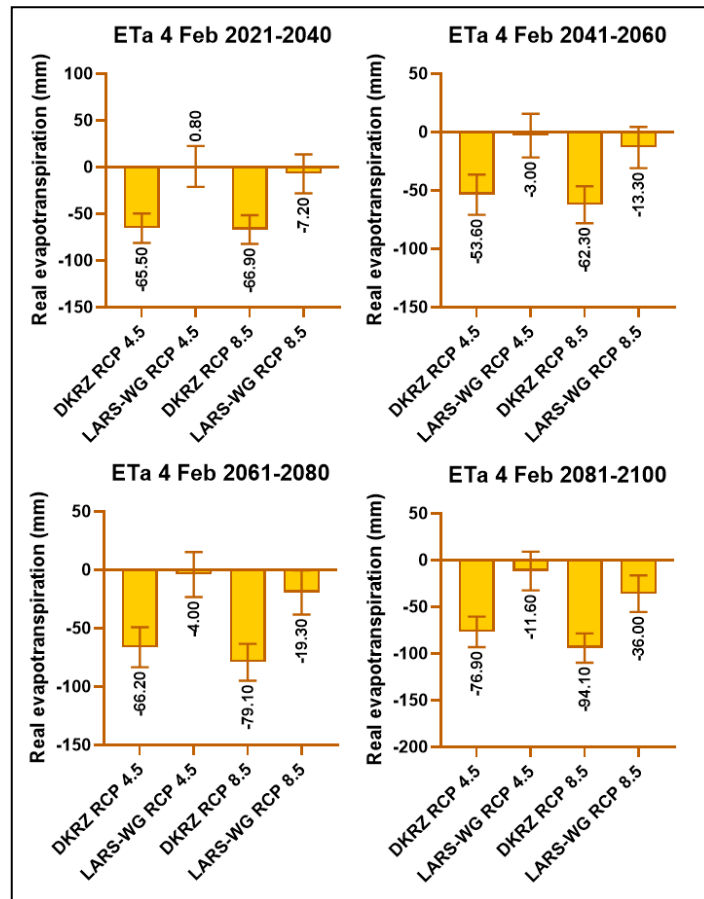 ETa 4 Feb 2021-2040
Real evapotranspiration (mm)
100
50
0
-50
-100
-150
-65.50
0.80
-66.90
-7.20
DKRZ RCP 4.5
LARS-WG RCP 4.5
DKRZ RCP 8.5
LARS-WG RCP 8.5
ETa 4 Feb 2041-2060
Real evapotranspiration (mm)
50
0
-50
-100
-150
-53.60
-3.00
-62.30
-13.30
DKRZ RCP 4.5
LARS-WG RCP 4.5
DKRZ RCP 8.5
LARS-WG RCP 8.5
ETa 4 Feb 2061-2080
Real evapotranspiration (mm)
50
0
-50
-100
-150
-66.20
-4.00
-79.10
-19.30
DKRZ RCP 4.5
LARS-WG RCP 4.5
DKRZ RCP 8.5
LARS-WG RCP 8.5
ETa 4 Feb 2081-2100
Real evapotranspiration (mm)
50
0
-50
-100
-150
-200
-76.90
-11.60
-94.10
-36.00
DKRZ RCP 4.5
LARS-WG RCP 4.5
DKRZ RCP 8.5
LARS-WG RCP 8.5